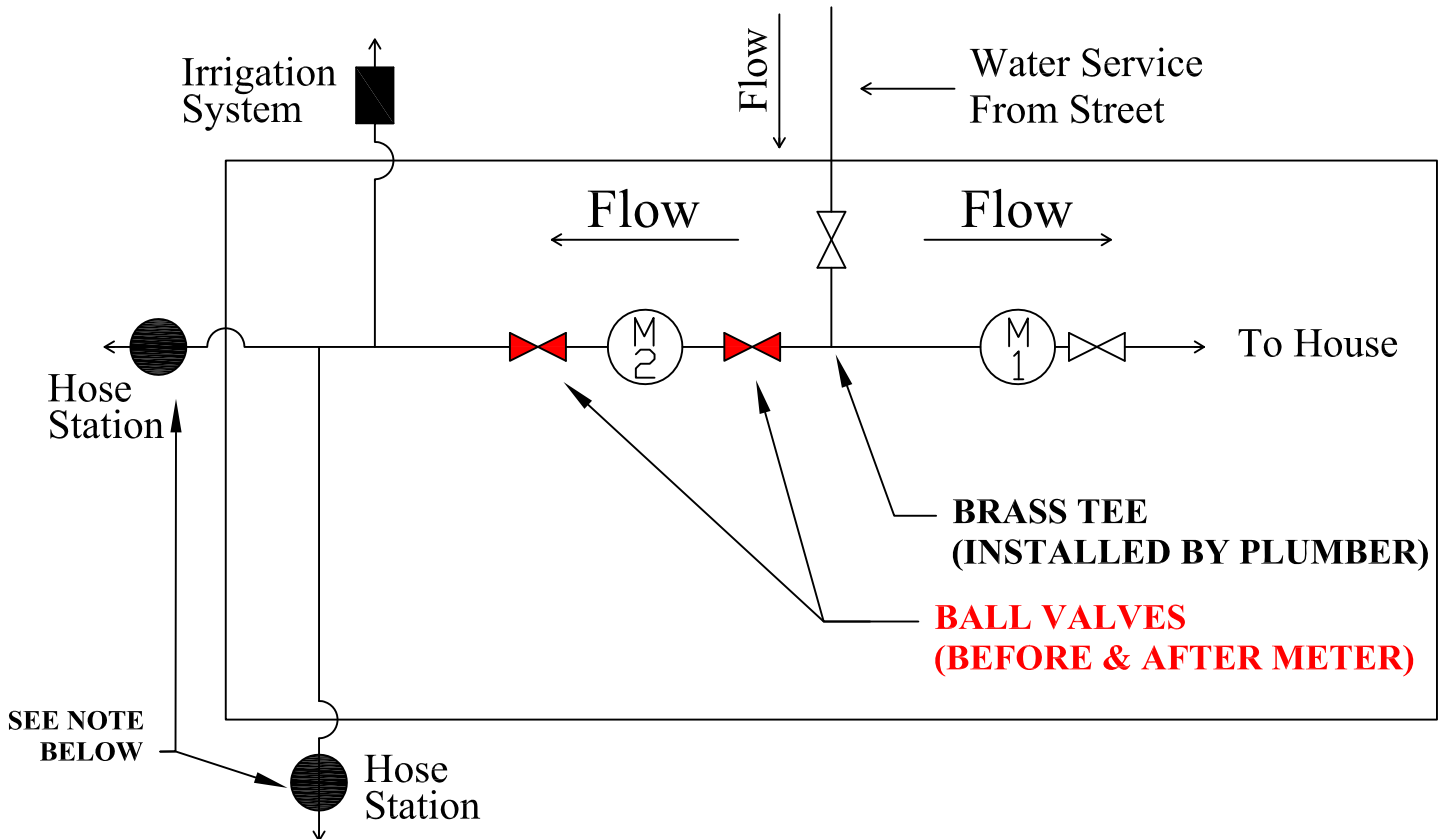 Irrigation
System
Flow
Water Service
From Street
Flow
Flow
M
2
M
1
To House
Hose
Station
BRASS TEE
(INSTALLED BY PLUMBER)
BALL VALVES
(BEFORE & AFTER METER)
SEE NOTE
BELOW
Hose
Station